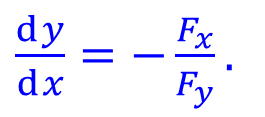 dy/dx = − F_x/F_y .